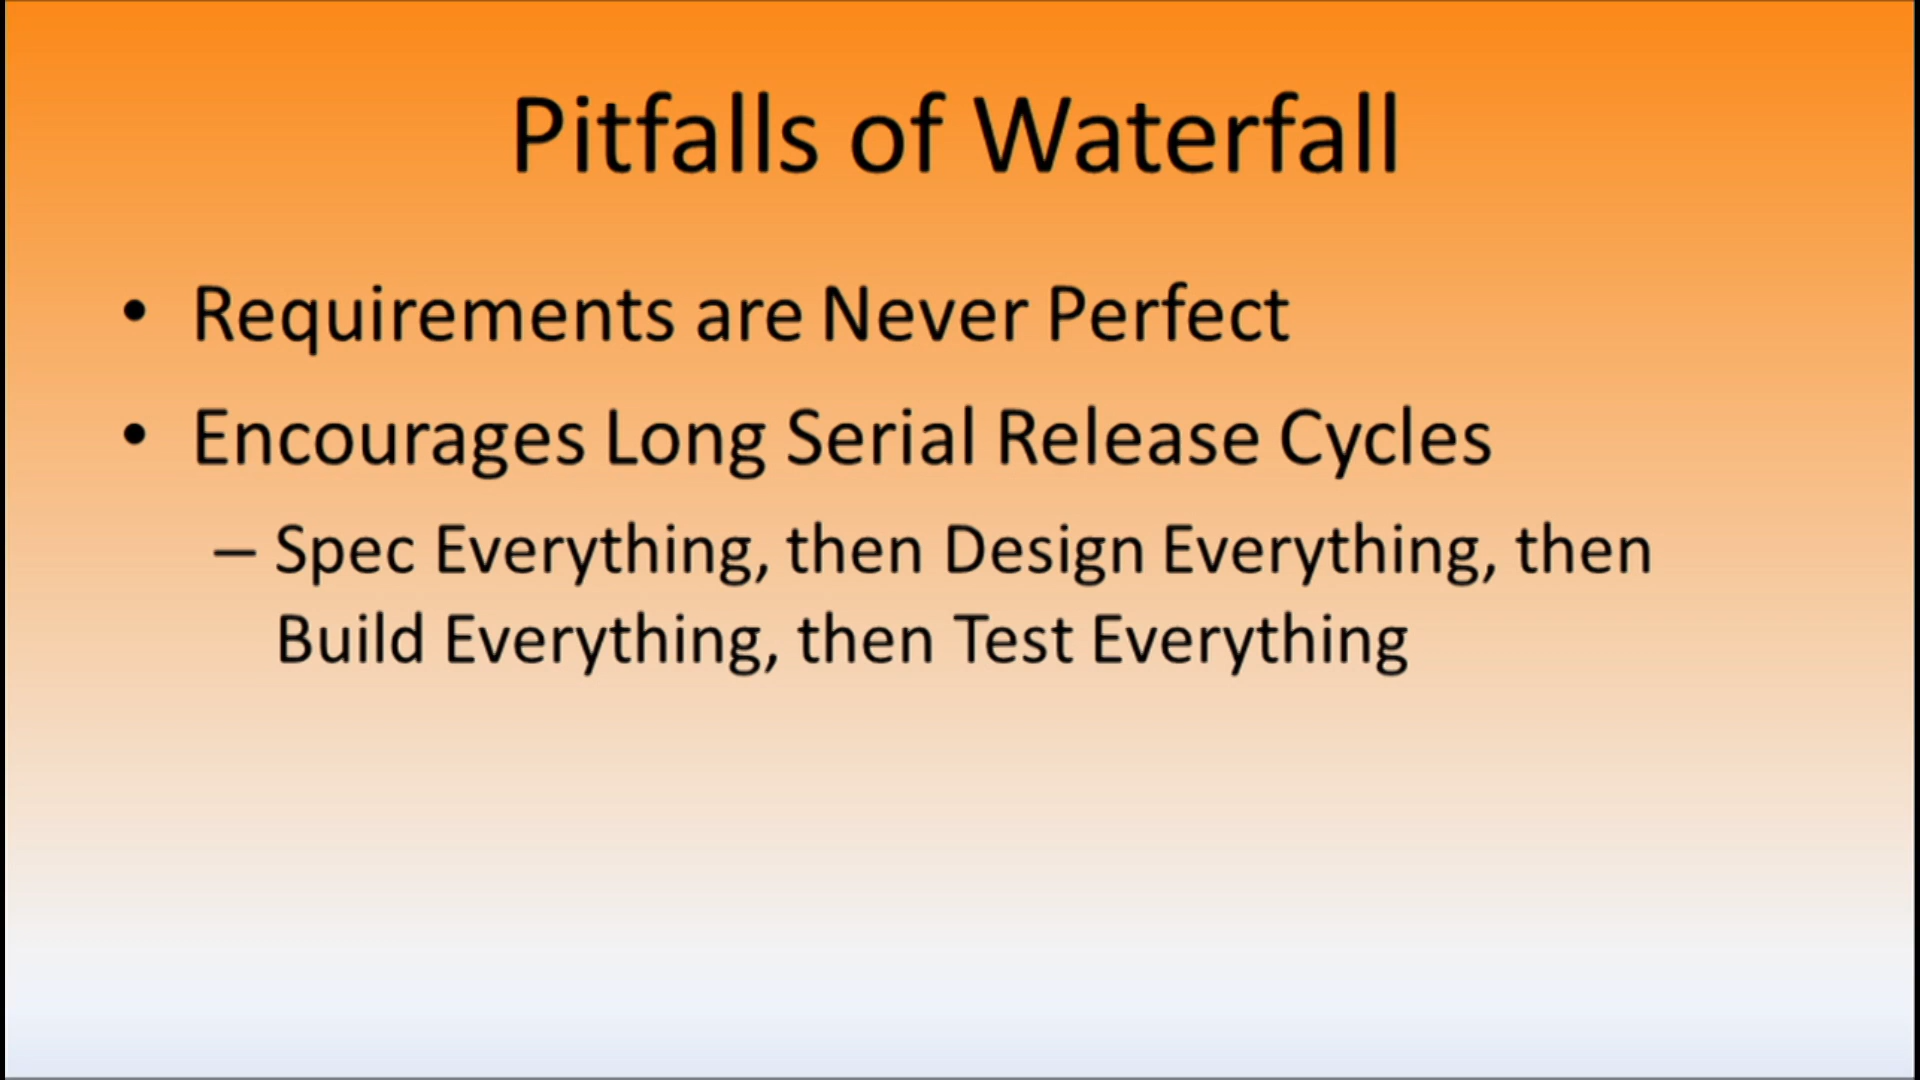 Pitfalls of Waterfall
• Requirements are Never Perfect
• Encourages Long Serial Release Cycles
– Spec Everything, then Design Everything, then
Build Everything, then Test Everything